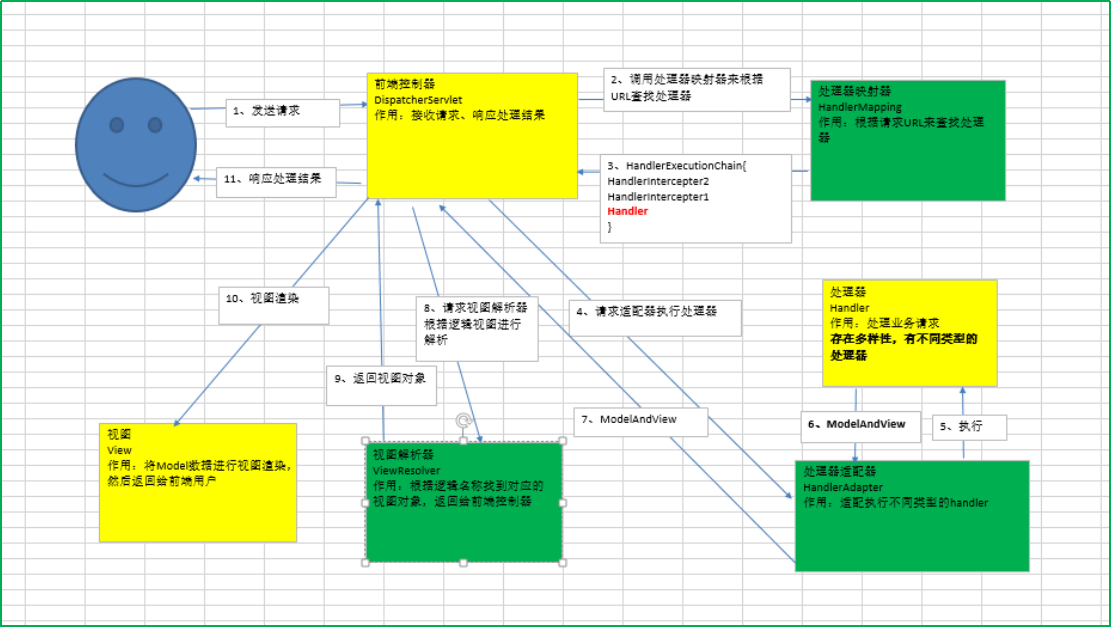 前端控制器
DispatcherServlet
作用：接收请求、响应处理结果
1、发送请求
11、响应处理结果
2、调用处理器映射器来根据
URL查找处理器
处理器映射器
HandlerMapping
作用：根据请求URL来查找处理
器
3、HandlerExecutionChain{
HandlerIntercepter2
HandlerIntercepter1
Handler
}
10、视图渲染
8、请求视图解析器
根据逻辑视图进行
解析
4、请求适配器执行处理器
处理器
Handler
作用：处理业务请求
存在多样性，有不同类型的
处理器
9、返回视图对象
7、ModelAndView
6、ModelAndView
5、执行
视图
View
作用：将Model数据进行视图渲染，
然后返回给前端用户
视图解析器
ViewResolver
作用：根据逻辑名称找到对应的
视图对象，返回给前端控制器
处理器适配器
HandlerAdapter
作用：适配执行不同类型的handler